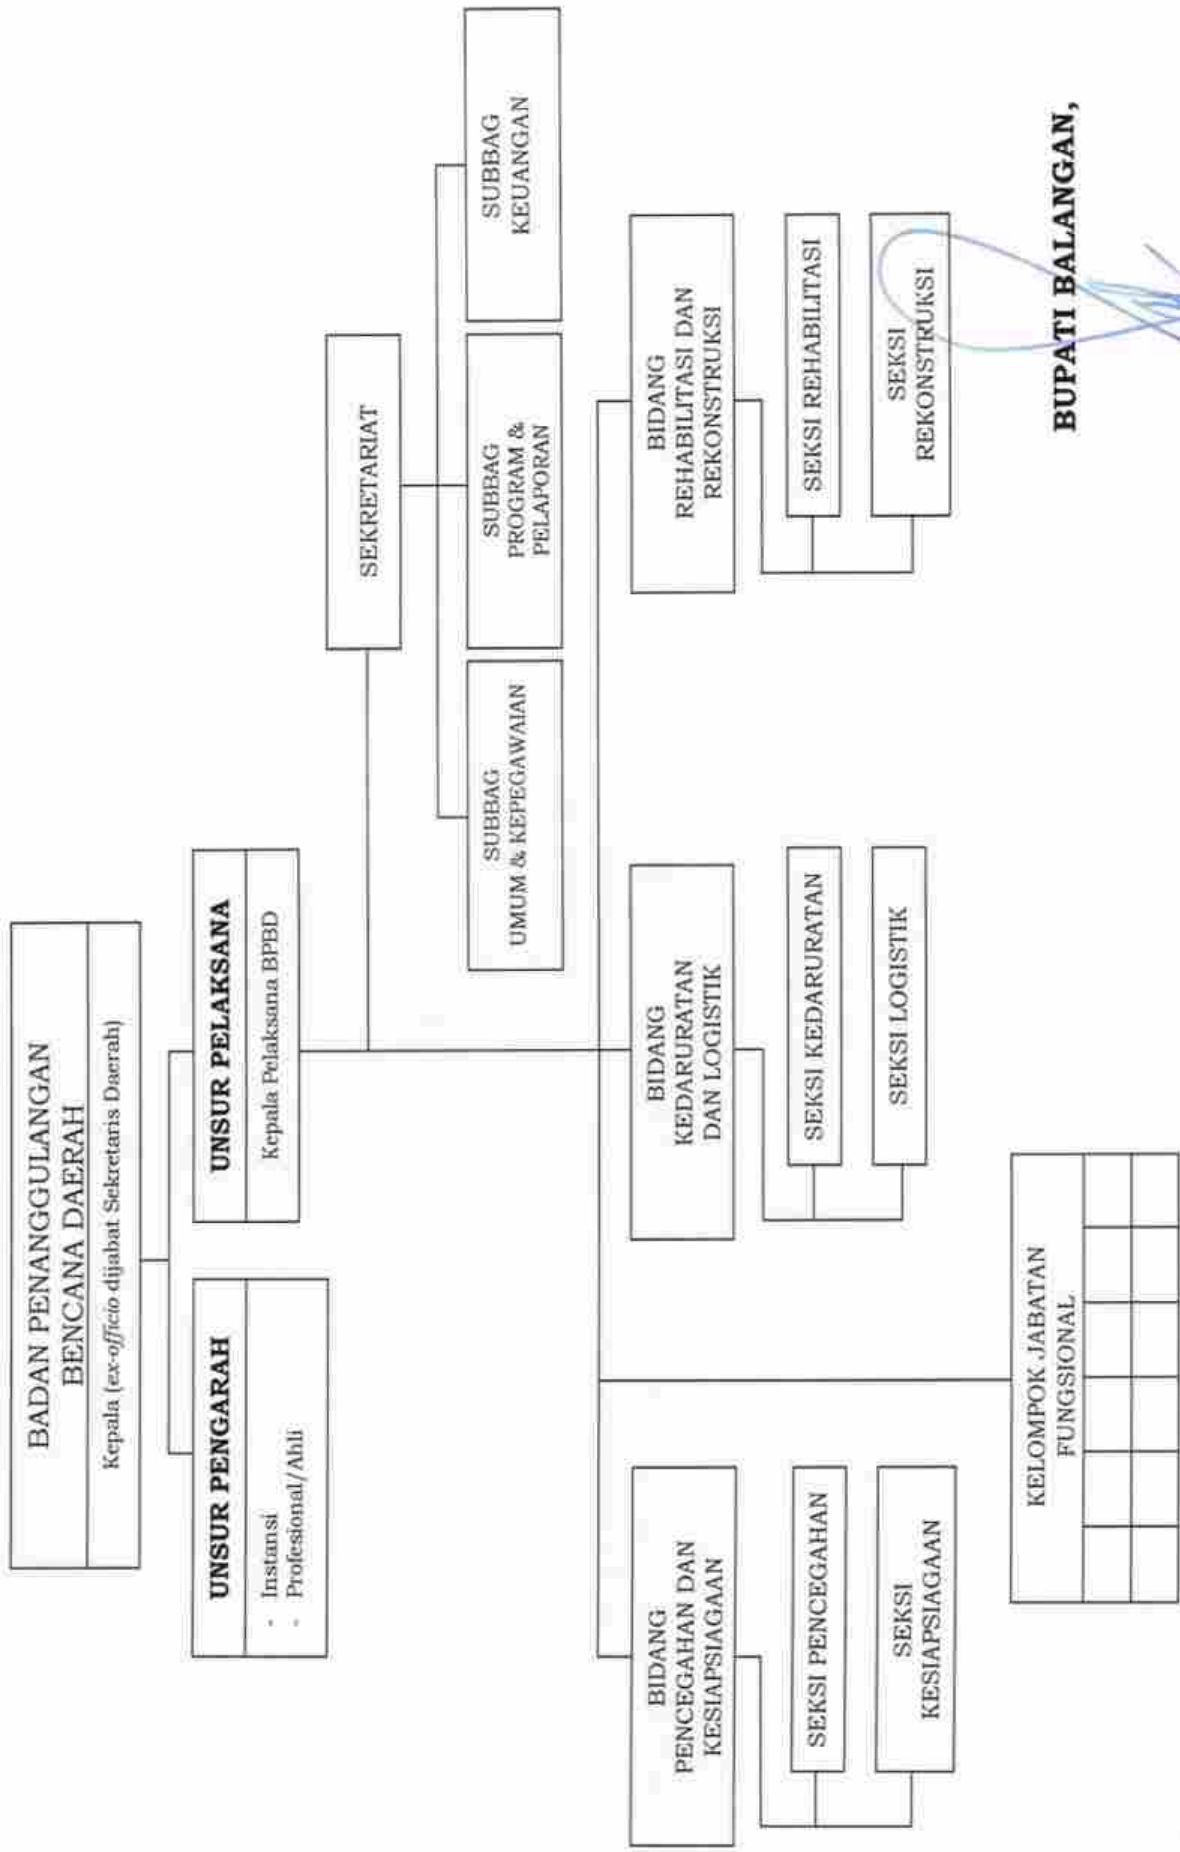 BADAN PENANGGULANGAN
BENCANA DAERAH
Kepala (ex-officio dijabat Sekretaris Daerah)
UNSUR PENGARAH
- Instansi
- Profesional/Ahli
UNSUR PELAKSANA
Kepala Pelaksana BPBD
SEKRETARIAT
SUBBAG
UMUM & KEPEGAWAIAN
SUBBAG
PROGRAM &
PELAPORAN
SUBBAG
KEUANGAN
BIDANG
PENCEGAHAN DAN
KESIAPSIAGAAN
SEKSI PENCEGAHAN
SEKSI
KESIAPSIAGAAN
BIDANG
KEDARURATAN
DAN LOGISTIK
SEKSI KEDARURATAN
SEKSI LOGISTIK
BIDANG
REHABILITASI DAN
REKONSTRUKSI
SEKSI REHABILITASI
SEKSI
REKONSTRUKSI
KELOMPOK JABATAN
FUNGSIONAL
BUPATI BALANGAN,